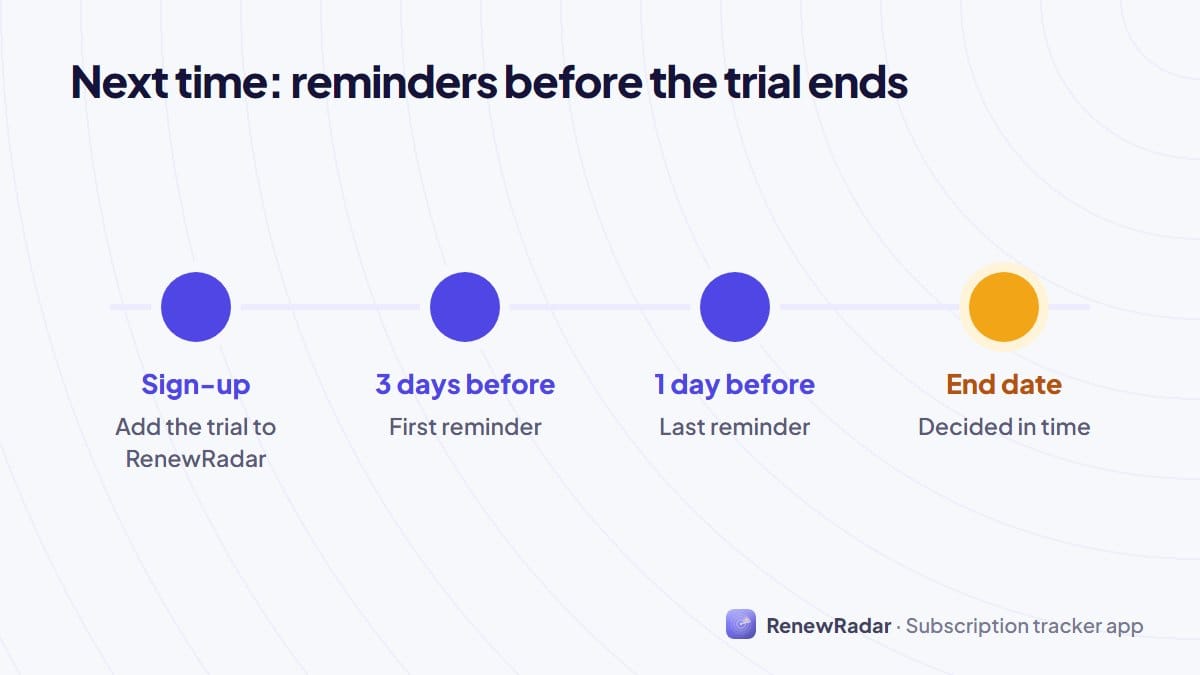 Next time: reminders before the trial ends
Sign-up
Add the trial to
RenewRadar
3 days before
First reminder
1 day before
Last reminder
End date
Decided in time
RenewRadar · Subscription tracker app